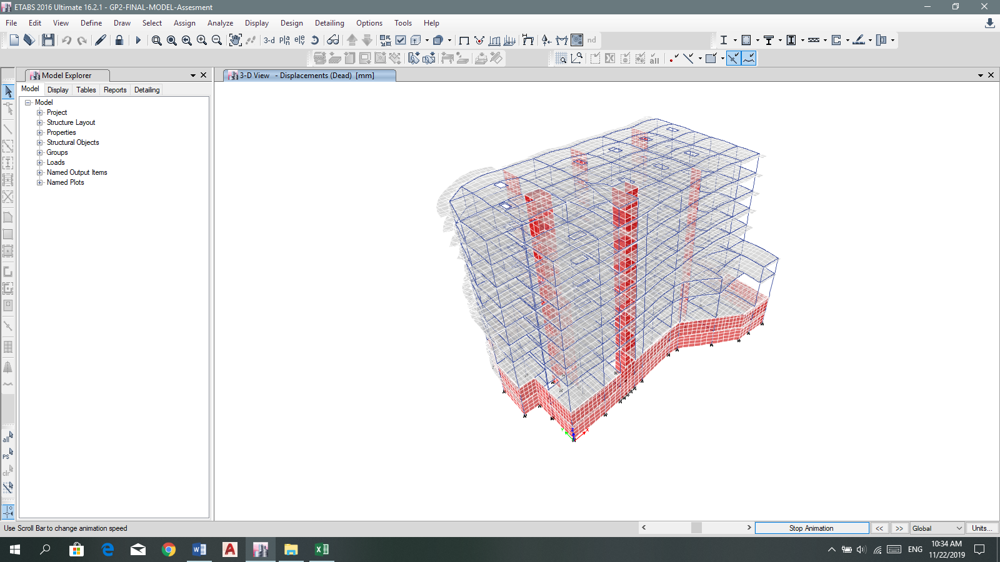 ETABS 2016 Ultimate 16.2.1 - GP2-FINAL-MODEL-Assesment
File Edit View Define Draw Select Assign Analyze Display Design Detailing Options Tools Help
3-d pla ele nd
all
Model Explorer
3-D View - Displacements (Dead) [mm]
Model Display Tables Reports Detailing
Model
Project
Structure Layout
Properties
Structural Objects
Groups
Loads
Named Output Items
Named Plots
all
PS
clr
Z
Y
X
Use Scroll Bar to change animation speed
Stop Animation
<<
>>
Global
Units...
ENG
10:34 AM
11/22/2019